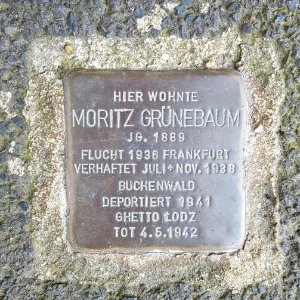 HIER WOHNTE
MORITZ GRÜNEBAUM
JG. 1889
FLUCHT 1936 FRANKFURT
VERHAFTET JULI+NOV. 1938
BUCHENWALD
DEPORTIERT 1941
GHETTO ŁODZ
TOT 4.5.1942